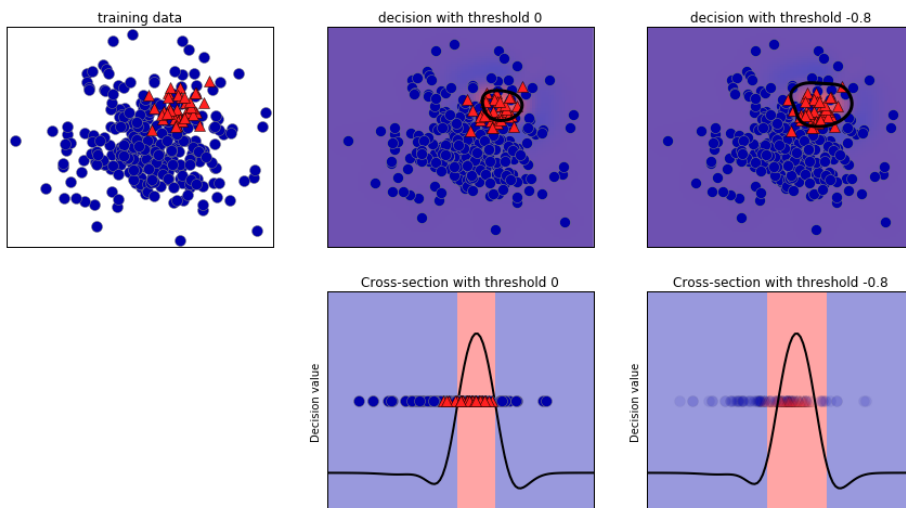 training data
decision with threshold 0
decision with threshold -0.8
Cross-section with threshold 0
Cross-section with threshold -0.8
Decision value
Decision value